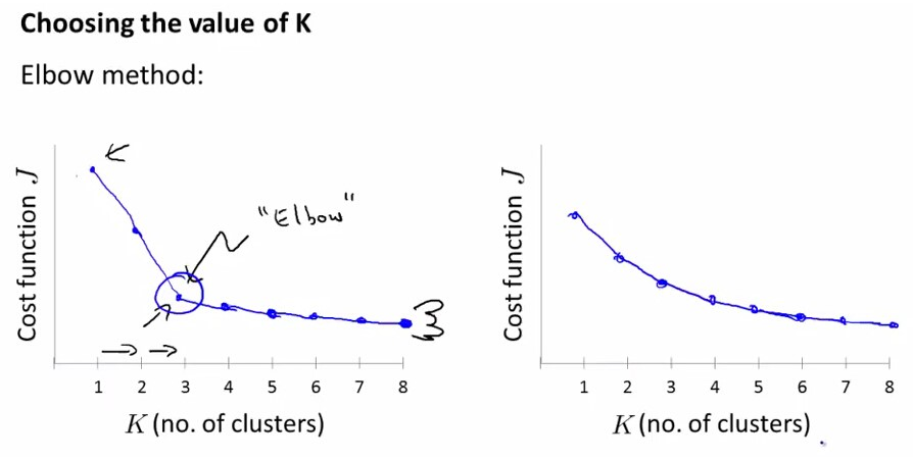 Choosing the value of K
Elbow method:
Cost function J
"Elbow"
1 2 3 4 5 6 7 8
K (no. of clusters)
Cost function J
1 2 3 4 5 6 7 8
K (no. of clusters)